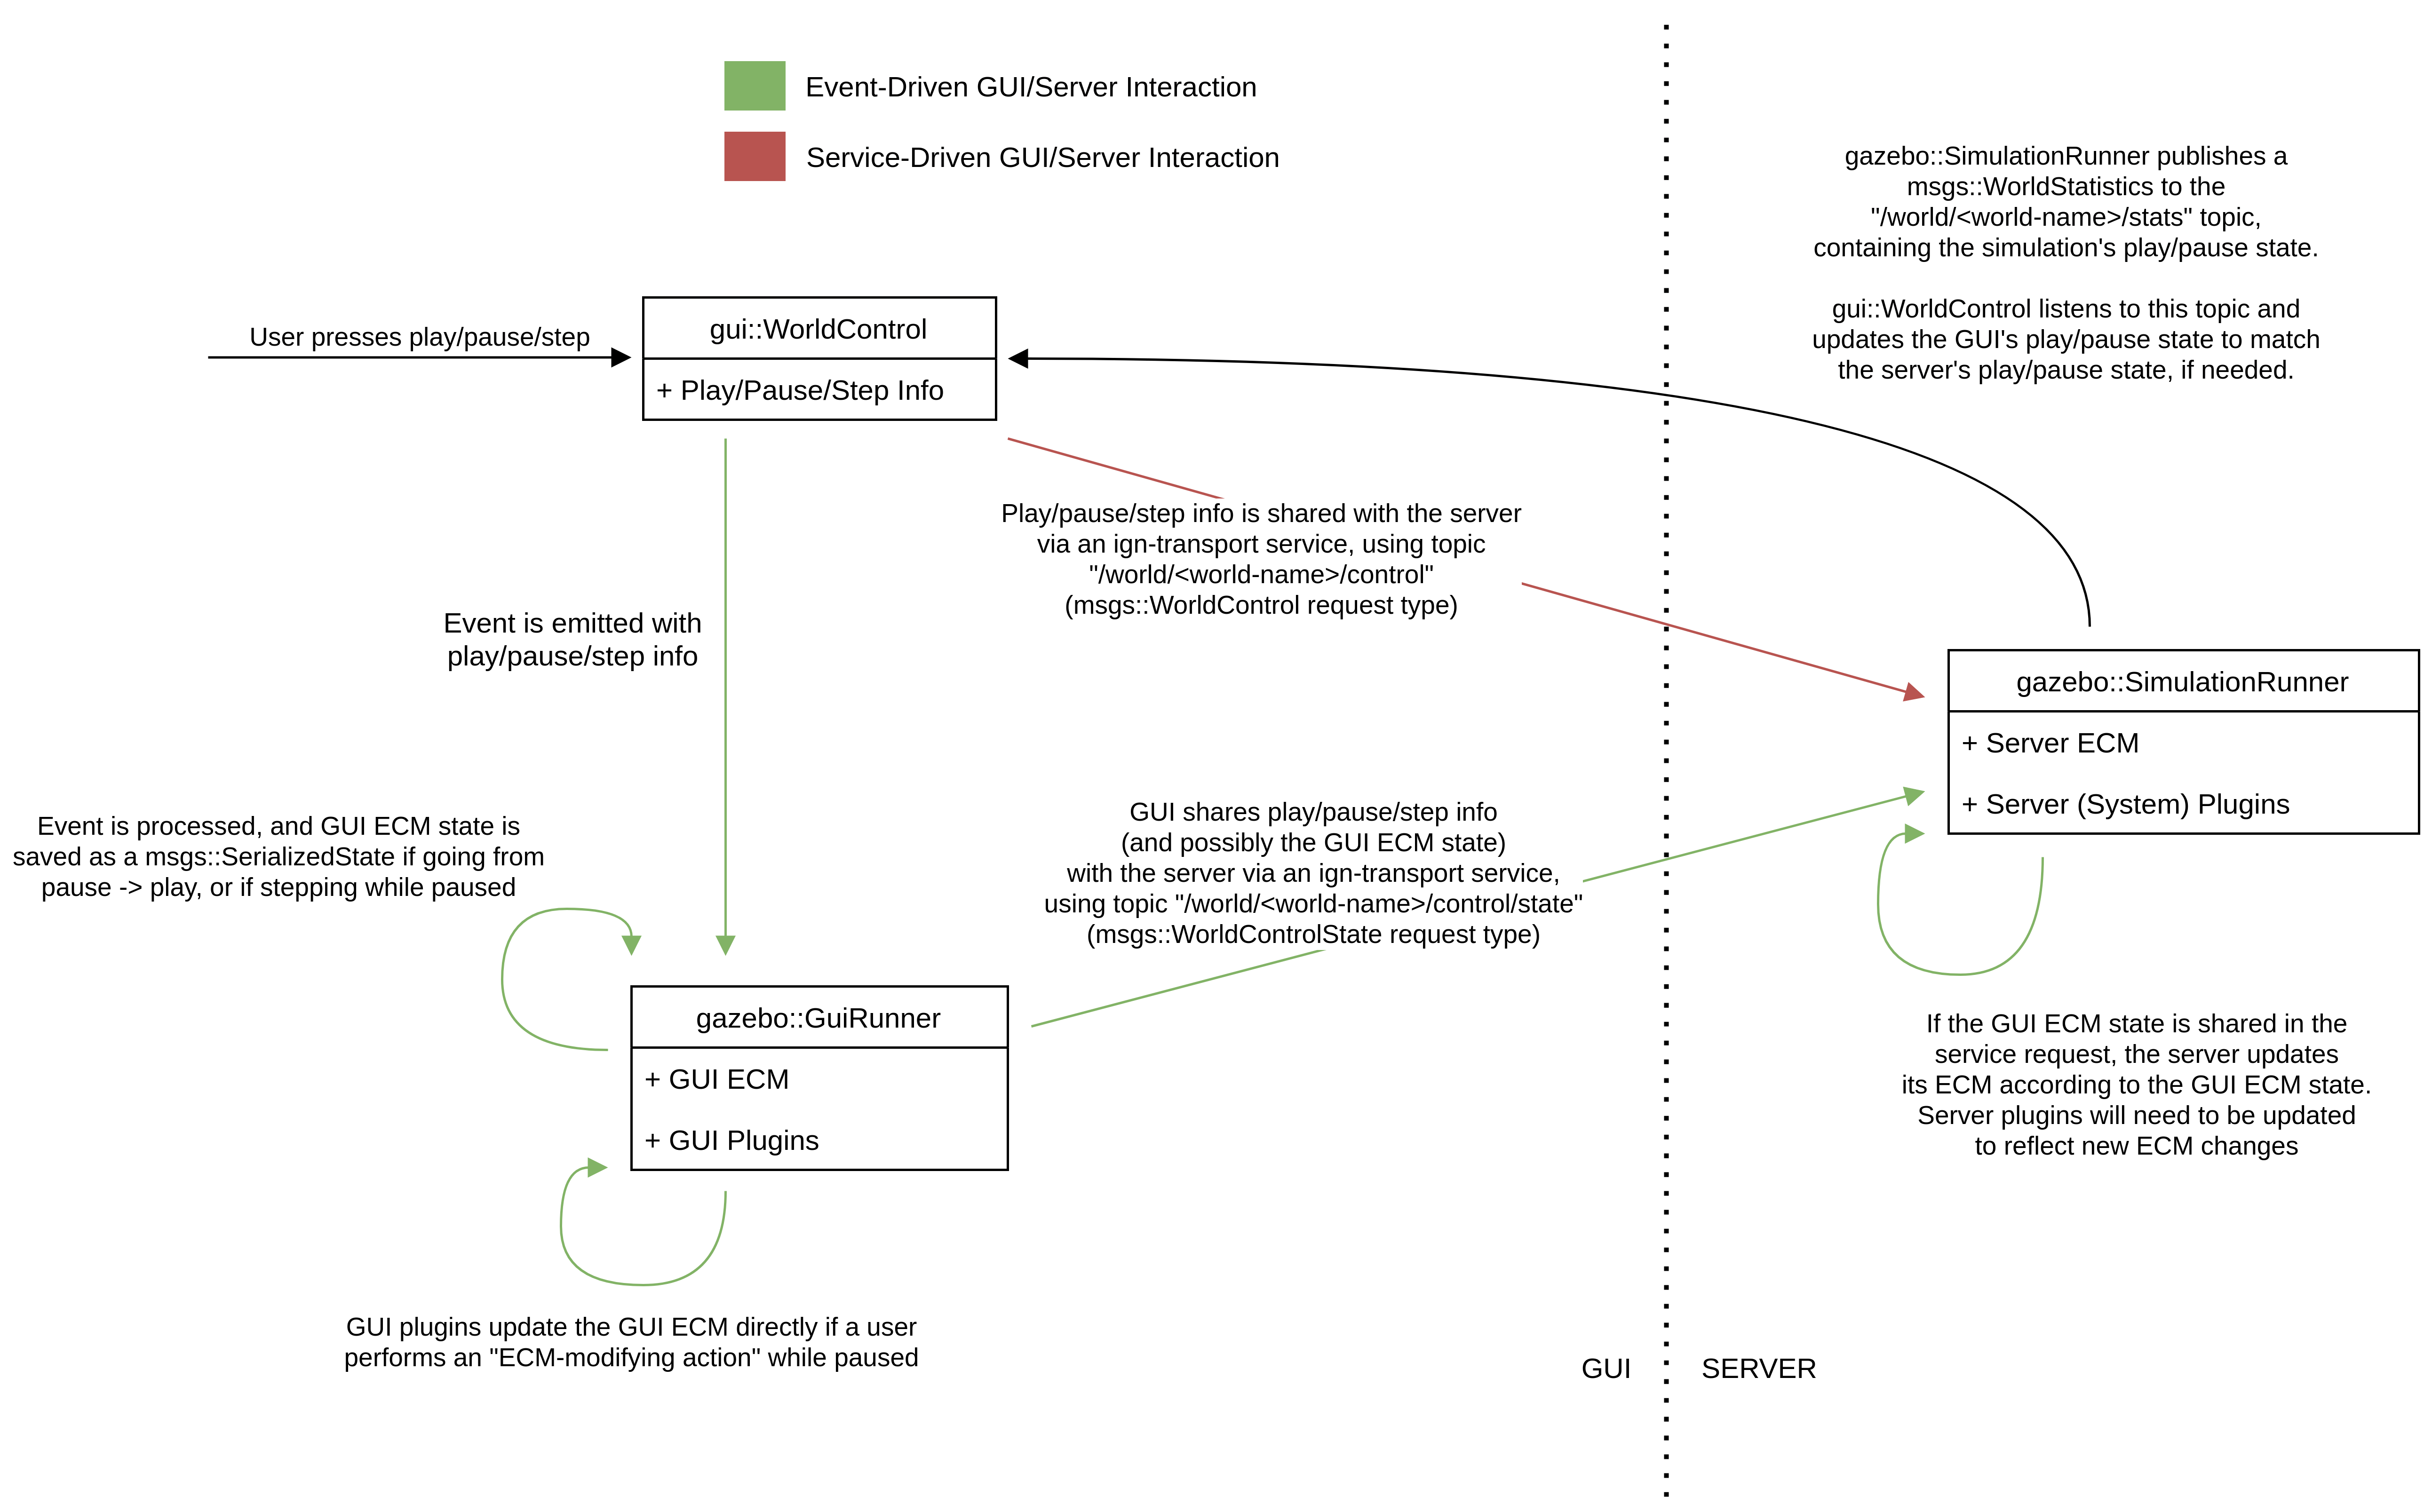 Event-Driven GUI/Server Interaction
Service-Driven GUI/Server Interaction
gazebo::SimulationRunner publishes a
msgs::WorldStatistics to the
"/world/<world-name>/stats" topic,
containing the simulation's play/pause state.
gui::WorldControl listens to this topic and
updates the GUI's play/pause state to match
the server's play/pause state, if needed.
User presses play/pause/step
gui::WorldControl
+ Play/Pause/Step Info
Play/pause/step info is shared with the server
via an ign-transport service, using topic
"/world/<world-name>/control"
(msgs::WorldControl request type)
Event is emitted with
play/pause/step info
gazebo::SimulationRunner
+ Server ECM
+ Server (System) Plugins
Event is processed, and GUI ECM state is
saved as a msgs::SerializedState if going from
pause -> play, or if stepping while paused
GUI shares play/pause/step info
(and possibly the GUI ECM state)
with the server via an ign-transport service,
using topic "/world/<world-name>/control/state"
(msgs::WorldControlState request type)
gazebo::GuiRunner
+ GUI ECM
+ GUI Plugins
If the GUI ECM state is shared in the
service request, the server updates
its ECM according to the GUI ECM state.
Server plugins will need to be updated
to reflect new ECM changes
GUI plugins update the GUI ECM directly if a user
performs an "ECM-modifying action" while paused
GUI
SERVER